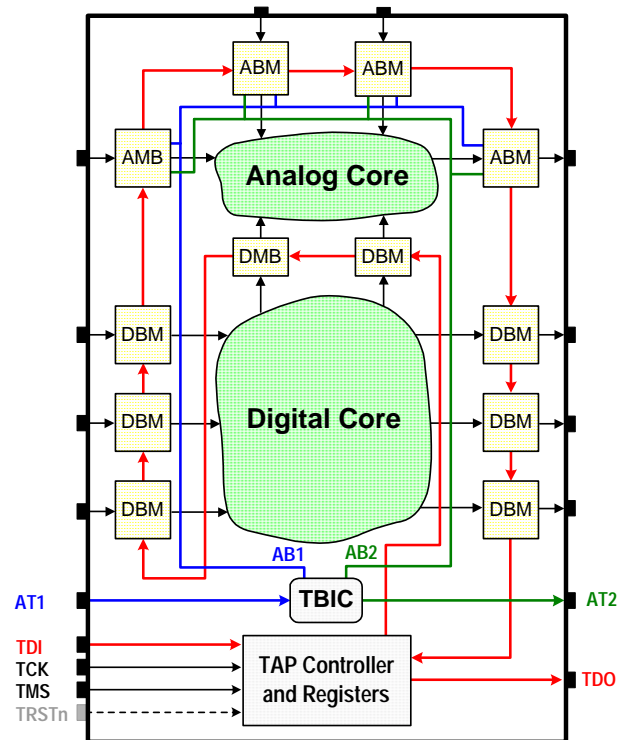 ABM
ABM
AMB
ABM
Analog Core
DMB
DBM
DBM
DBM
Digital Core
DBM
DBM
DBM
DBM
AB1
AB2
AT1
TBIC
AT2
TDI
TCK
TMS
TRSTn
TAP Controller
and Registers
TDO